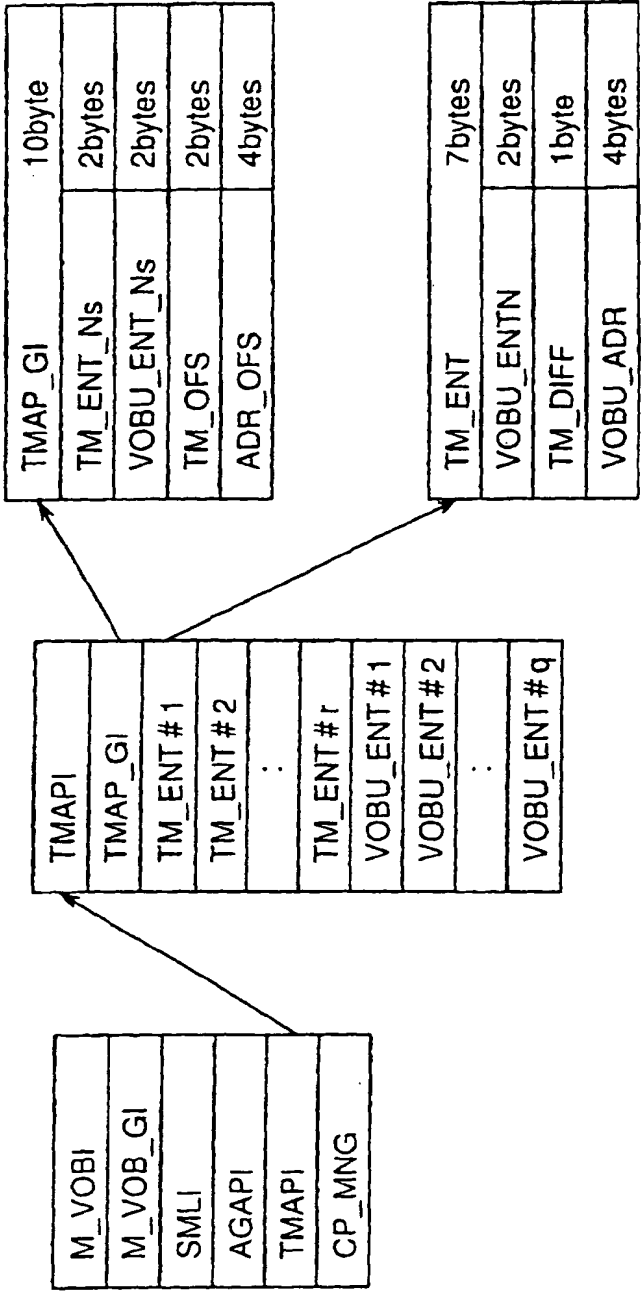 M_VOBI
M_VOB_GI
SMLI
AGAPI
TMAPI
CP_MNG
TMAPI
TMAP_GI
TM_ENT#1
TM_ENT#2
:
TM_ENT#r
VOBU_ENT#1
VOBU_ENT#2
:
VOBU_ENT#q
TMAP_GI 10byte
TM_ENT_Ns 2bytes
VOBU_ENT_Ns 2bytes
TM_OFS 2bytes
ADR_OFS 4bytes
TM_ENT 7bytes
VOBU_ENTN 2bytes
TM_DIFF 1byte
VOBU_ADR 4bytes